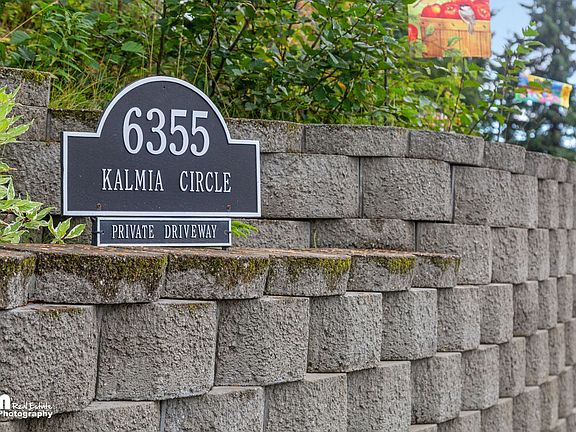 6355
KALMIA CIRCLE
PRIVATE DRIVEWAY
Real Estate
Photography